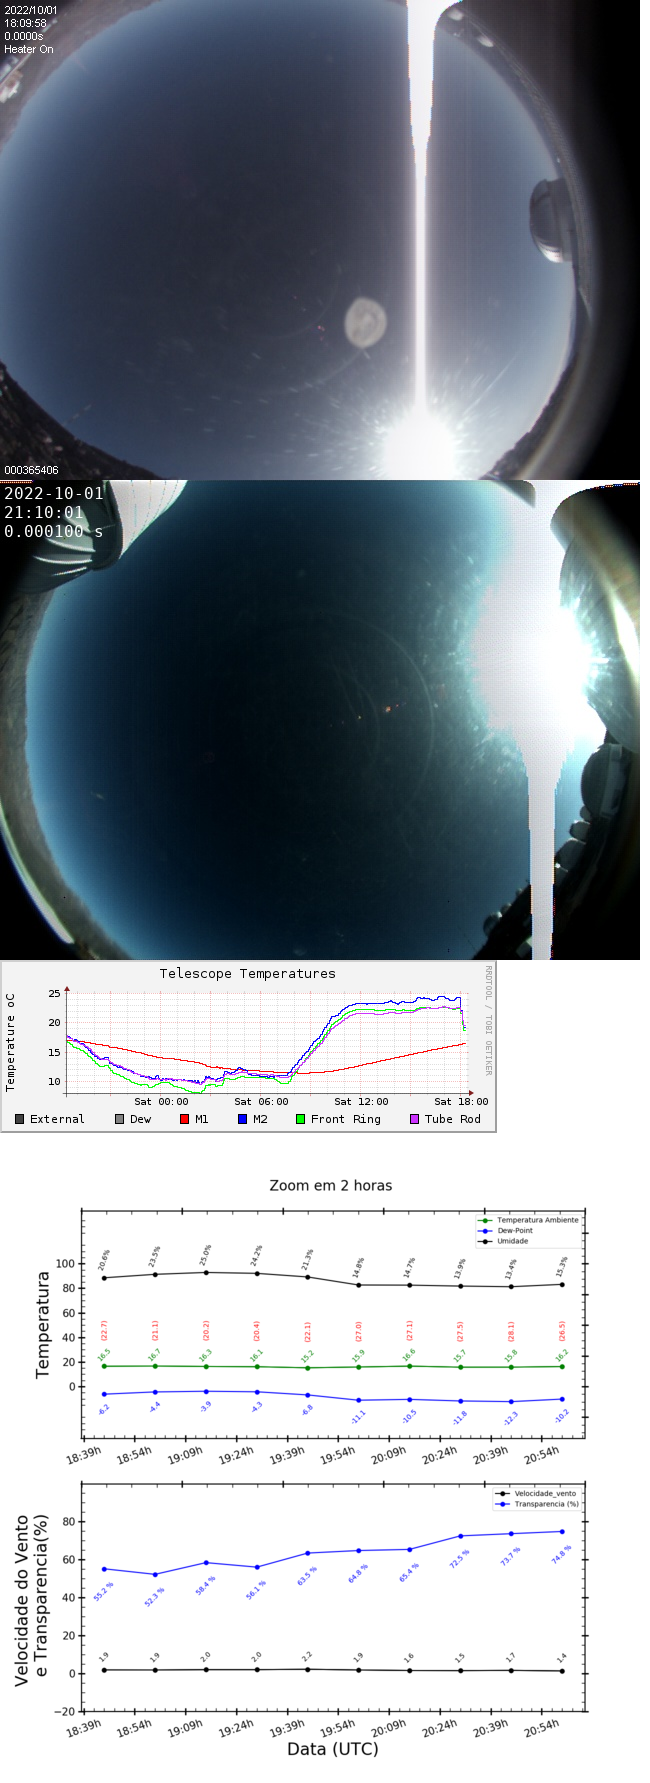 2022/10/01
18:09:58
0.0000s
Heater On
000365406
2022-10-01
21:10:01
0.000100 s
Telescope Temperatures
RRDTOOL / TOBI OETIKER
Temperature oC
25
20
15
10
Sat 00:00 Sat 06:00 Sat 12:00 Sat 18:00
External Dew M1 M2 Front Ring Tube Rod
Zoom em 2 horas
Temperatura Ambiente
Dew-Point
Umidade
Temperatura
100
80
60
40
20
0
20.6% 23.5% 25.0% 24.2% 21.3% 14.8% 14.7% 13.9% 13.4% 15.3%
(22.7) (21.1) (20.2) (20.4) (22.1) (27.0) (27.1) (27.5) (28.1) (26.5)
16.5 16.7 16.3 16.1 15.2 15.9 16.6 15.7 15.8 16.2
-6.2 -4.4 -3.9 -4.3 -6.8 -11.1 -10.5 -11.8 -12.3 -10.2
18:39h 18:54h 19:09h 19:24h 19:39h 19:54h 20:09h 20:24h 20:39h 20:54h
Velocidade_vento
Transparencia (%)
Velocidade do Vento
e Transparencia(%)
80
60
40
20
0
−20
55.2 % 52.3 % 58.4 % 56.1 % 63.5 % 64.8 % 65.4 % 72.5 % 73.7 % 74.8 %
1.9 1.9 2.0 2.0 2.2 1.9 1.6 1.5 1.7 1.4
18:39h 18:54h 19:09h 19:24h 19:39h 19:54h 20:09h 20:24h 20:39h 20:54h
Data (UTC)